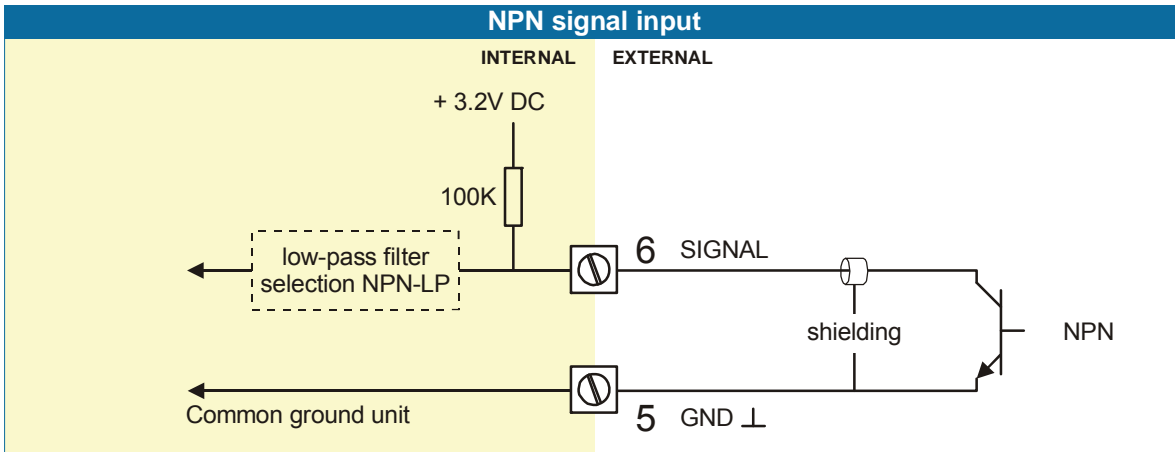 NPN signal input
INTERNAL EXTERNAL
+ 3.2V DC
100K
low-pass filter
selection NPN-LP
6 SIGNAL
shielding
NPN
Common ground unit
5 GND ⊥